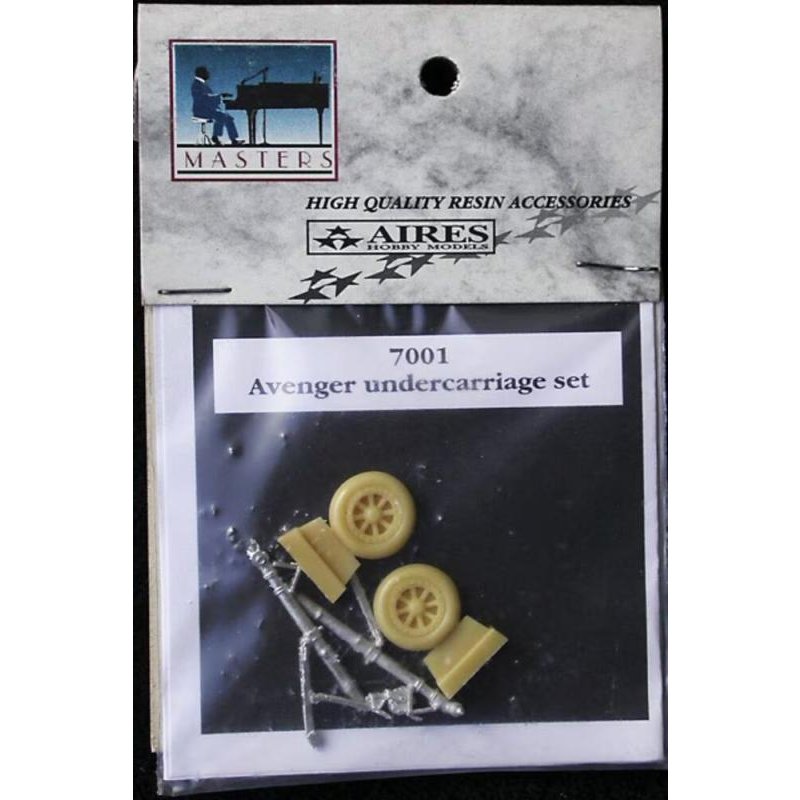 MASTERS
HIGH QUALITY RESIN ACCESSORIES
AIRES
HOBBY MODELS
7001
Avenger undercarriage set